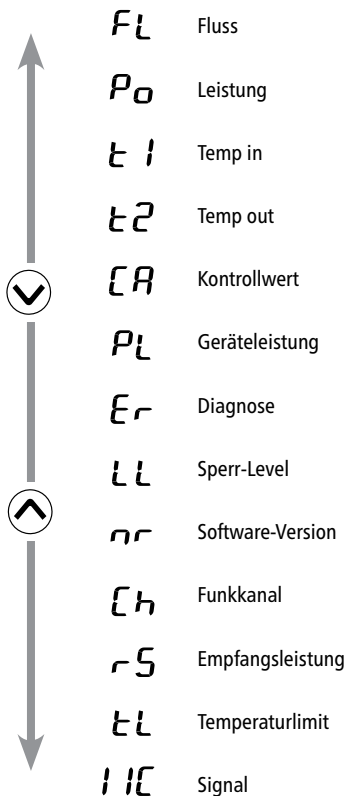 FL Fluss
Po Leistung
t1 Temp in
t2 Temp out
CA Kontrollwert
PL Geräteleistung
Er Diagnose
LL Sperr-Level
nr Software-Version
Ch Funkkanal
rS Empfangsleistung
tL Temperaturlimit
11C Signal